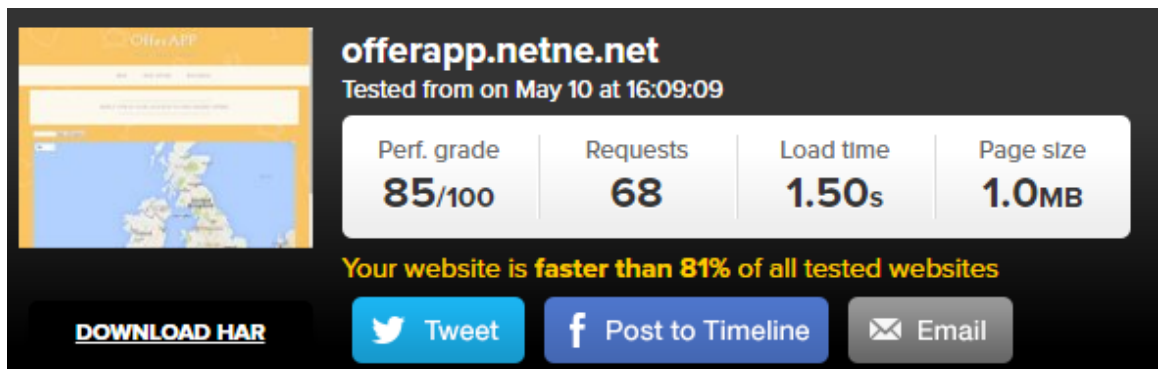 Offer APP
offerapp.netne.net
Tested from on May 10 at 16:09:09
Perf. grade Requests Load time Page size
85/100 68 1.50s 1.0MB
Your website is faster than 81% of all tested websites
DOWNLOAD HAR Tweet Post to Timeline Email